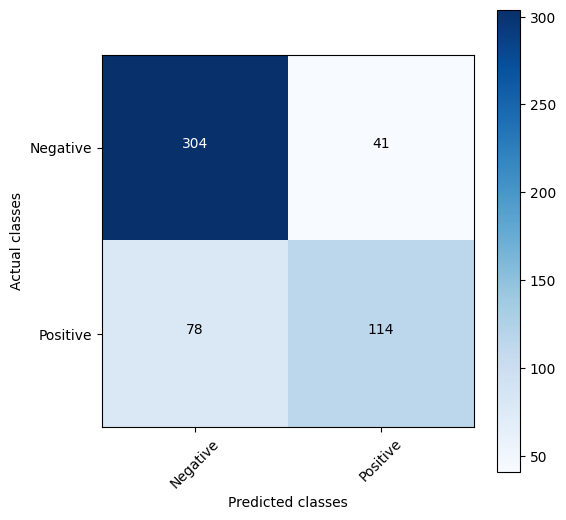 Actual classes
Negative
Positive
304
41
78
114
Negative
Positive
Predicted classes
300
250
200
150
100
50